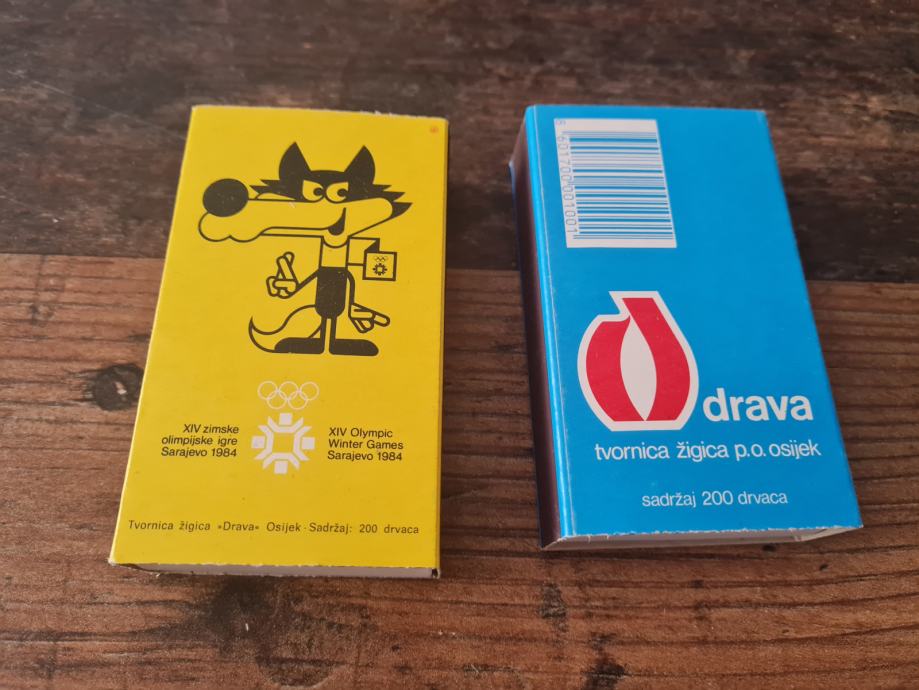 XIV zimske
olimpijske igre
Sarajevo 1984
XIV Olympic
Winter Games
Sarajevo 1984
Tvornica žigica »Drava« Osijek · Sadržaj: 200 drvaca
drava
tvornica žigica p.o. osijek
sadržaj 200 drvaca